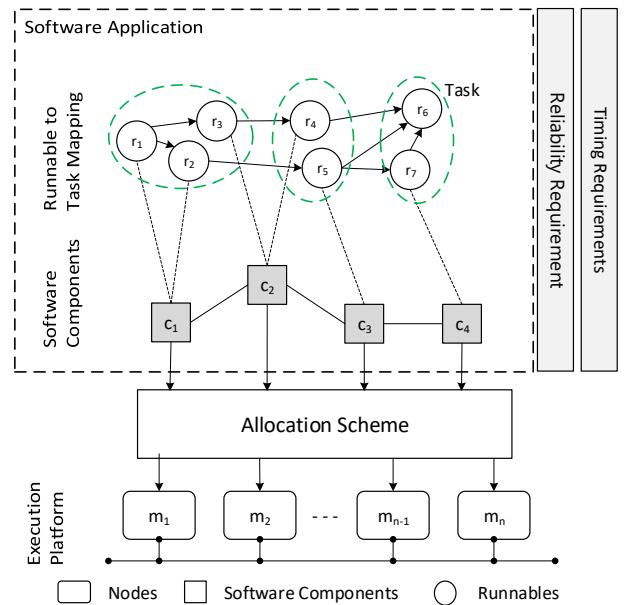 Software Application
Runnable to
Task Mapping
Task
r1
r2
r3
r4
r5
r6
r7
Software
Components
c1
c2
c3
c4
Reliability Requirement
Timing Requirements
Allocation Scheme
Execution
Platform
m1
m2
- - -
mn-1
mn
Nodes
Software Components
Runnables